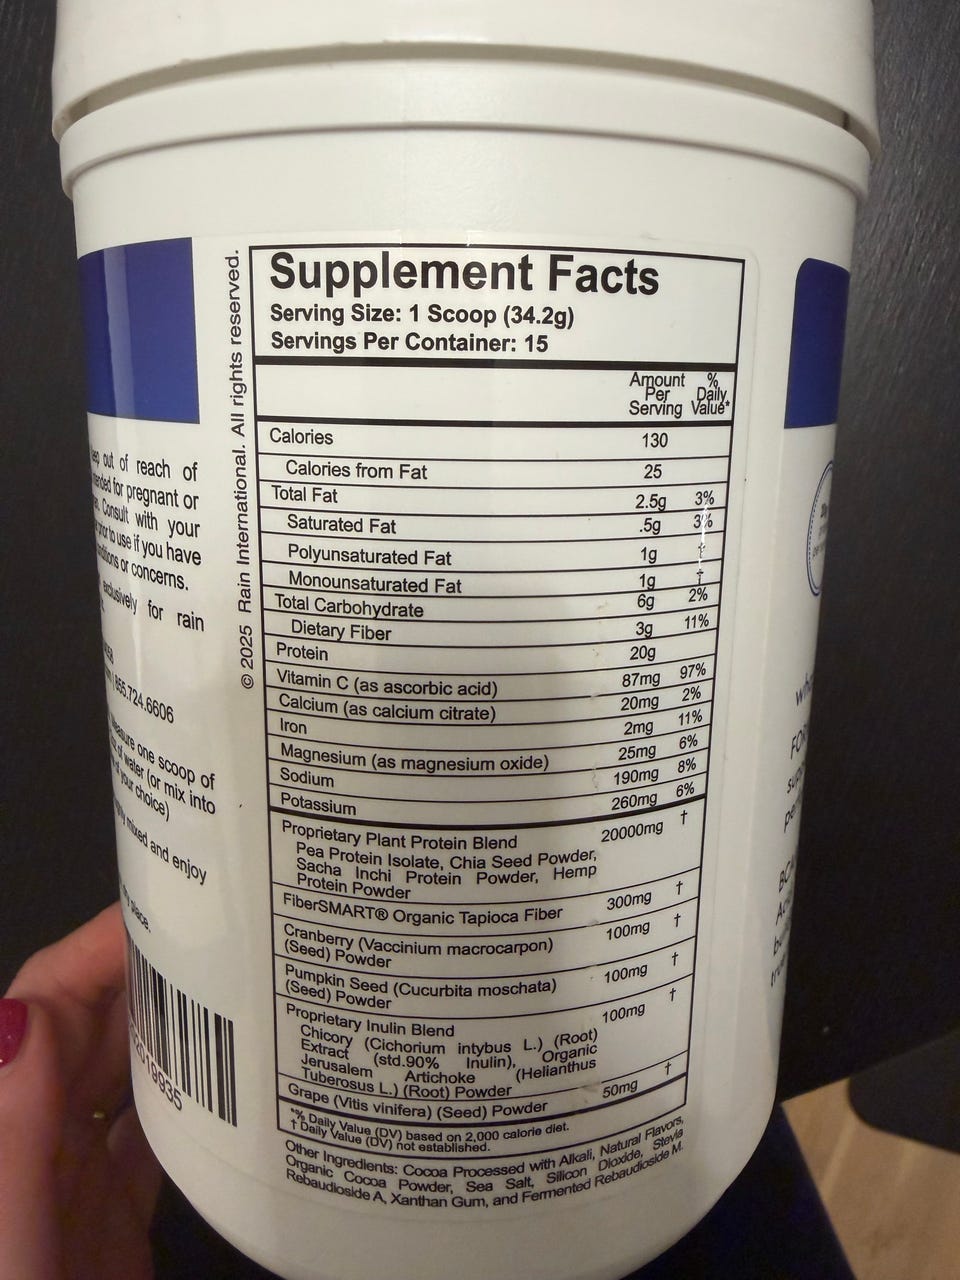 Supplement Facts
Serving Size: 1 Scoop (34.2g)
Servings Per Container: 15
Amount Per Serving % Daily Value*
Calories 130
Calories from Fat 25
Total Fat 2.5g 3%
Saturated Fat .5g 3%
Polyunsaturated Fat 1g †
Monounsaturated Fat 1g †
Total Carbohydrate 6g 2%
Dietary Fiber 3g 11%
Protein 20g
Vitamin C (as ascorbic acid) 87mg 97%
Calcium (as calcium citrate) 20mg 2%
Iron 2mg 11%
Magnesium (as magnesium oxide) 25mg 6%
Sodium 190mg 8%
Potassium 260mg 6%
Proprietary Plant Protein Blend 20000mg †
Pea Protein Isolate, Chia Seed Powder,
Sacha Inchi Protein Powder, Hemp
Protein Powder
FiberSMART® Organic Tapioca Fiber 300mg †
Cranberry (Vaccinium macrocarpon) 100mg †
(Seed) Powder
Pumpkin Seed (Cucurbita moschata) 100mg †
(Seed) Powder
Proprietary Inulin Blend 100mg †
Chicory (Cichorium intybus L.) (Root)
Extract (std.90% Inulin), Organic
Jerusalem Artichoke (Helianthus
Tuberosus L.) (Root) Powder
Grape (Vitis vinifera) (Seed) Powder 50mg †
*% Daily Value (DV) based on 2,000 calorie diet.
† Daily Value (DV) not established.
Other Ingredients: Cocoa Processed with Alkali, Natural Flavors,
Organic Cocoa Powder, Sea Salt, Silicon Dioxide, Stevia
Rebaudioside A, Xanthan Gum, and Fermented Rebaudioside M.
© 2025 Rain International. All rights reserved.
out of reach of
for pregnant or
Consult with your
to use if you have
or concerns.
exclusively for rain
855.724.6606
measure one scoop of
of water (or mix into
of your choice)
mixed and enjoy
place.